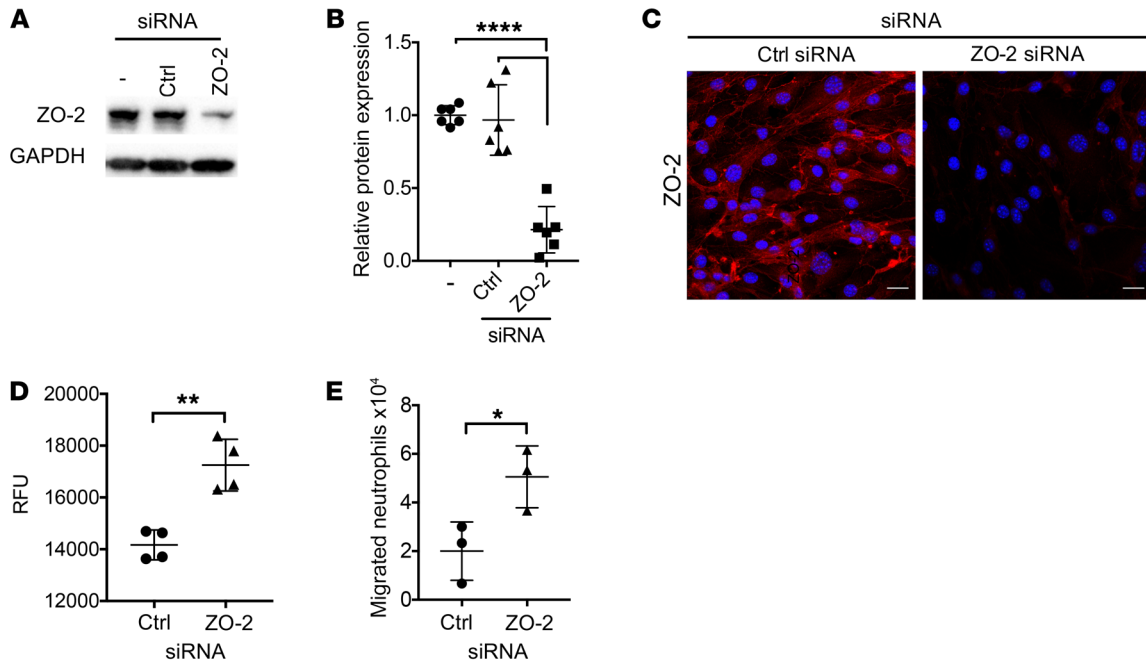 A
siRNA
-
Ctrl
ZO-2
ZO-2
GAPDH
B
****
Relative protein expression
1.5
1.0
0.5
0.0
-
Ctrl
ZO-2
siRNA
C
siRNA
Ctrl siRNA
ZO-2 siRNA
ZO-2
D
**
RFU
20000
18000
16000
14000
12000
Ctrl
ZO-2
siRNA
E
*
Migrated neutrophils x10⁴
8
6
4
2
0
Ctrl
ZO-2
siRNA